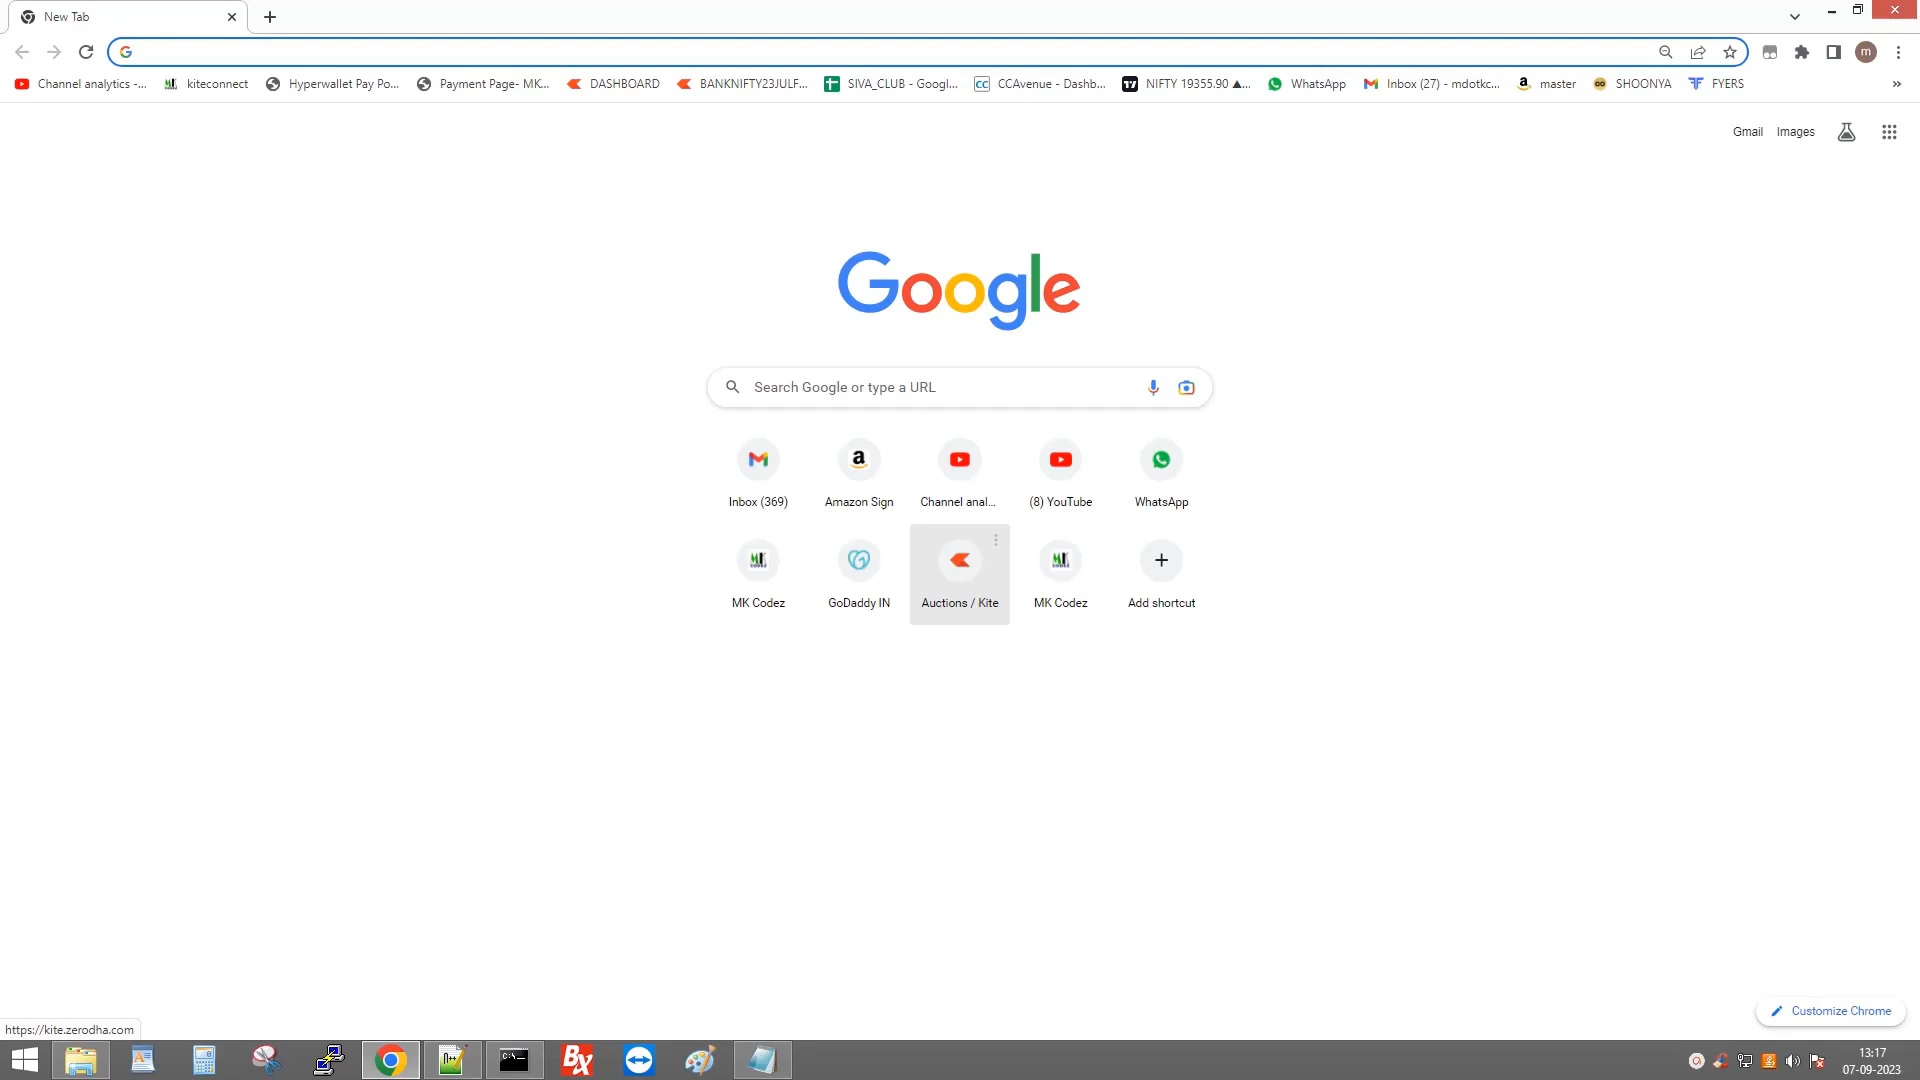 New Tab
Channel analytics -...
kiteconnect
Hyperwallet Pay Po...
Payment Page- MK...
DASHBOARD
BANKNIFTY23JULF...
SIVA_CLUB - Googl...
CCAvenue - Dashb...
NIFTY 19355.90 ▲...
WhatsApp
Inbox (27) - mdotkc...
master
SHOONYA
FYERS
Gmail
Images
Google
Search Google or type a URL
Inbox (369)
Amazon Sign
Channel anal...
(8) YouTube
WhatsApp
MK Codez
GoDaddy IN
Auctions / Kite
MK Codez
Add shortcut
Customize Chrome
https://kite.zerodha.com
13:17
07-09-2023